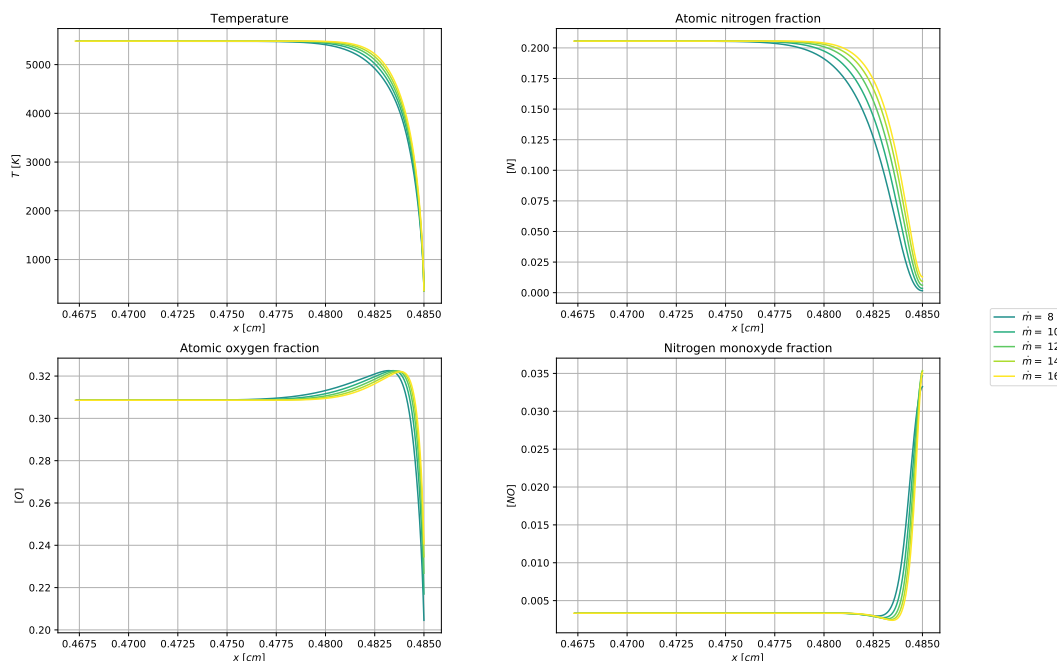 Temperature
T [K]
5000
4000
3000
2000
1000
0.4675 0.4700 0.4725 0.4750 0.4775 0.4800 0.4825 0.4850
x [cm]
Atomic nitrogen fraction
[N]
0.200
0.175
0.150
0.125
0.100
0.075
0.050
0.025
0.000
0.4675 0.4700 0.4725 0.4750 0.4775 0.4800 0.4825 0.4850
x [cm]
Atomic oxygen fraction
[O]
0.32
0.30
0.28
0.26
0.24
0.22
0.20
0.4675 0.4700 0.4725 0.4750 0.4775 0.4800 0.4825 0.4850
x [cm]
Nitrogen monoxyde fraction
[NO]
0.035
0.030
0.025
0.020
0.015
0.010
0.005
0.4675 0.4700 0.4725 0.4750 0.4775 0.4800 0.4825 0.4850
x [cm]
ṁ = 8
ṁ = 10
ṁ = 12
ṁ = 14
ṁ = 16